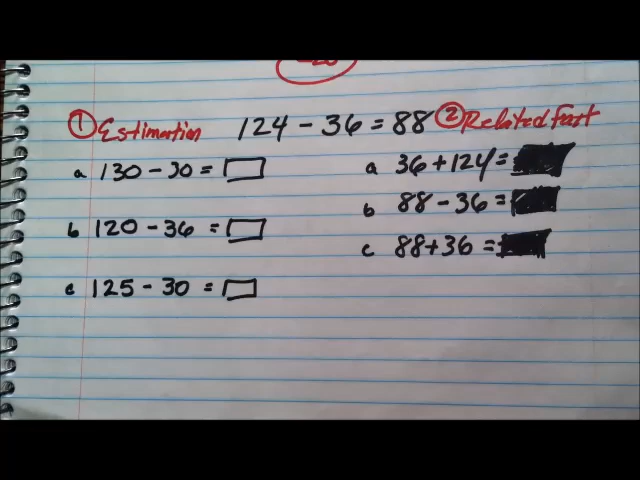 ① Estimation 124 - 36 = 88 ② Related Fact
a 130 - 30 =
b 120 - 36 =
c 125 - 30 =
a 36 + 124 =
b 88 - 36 =
c 88 + 36 =